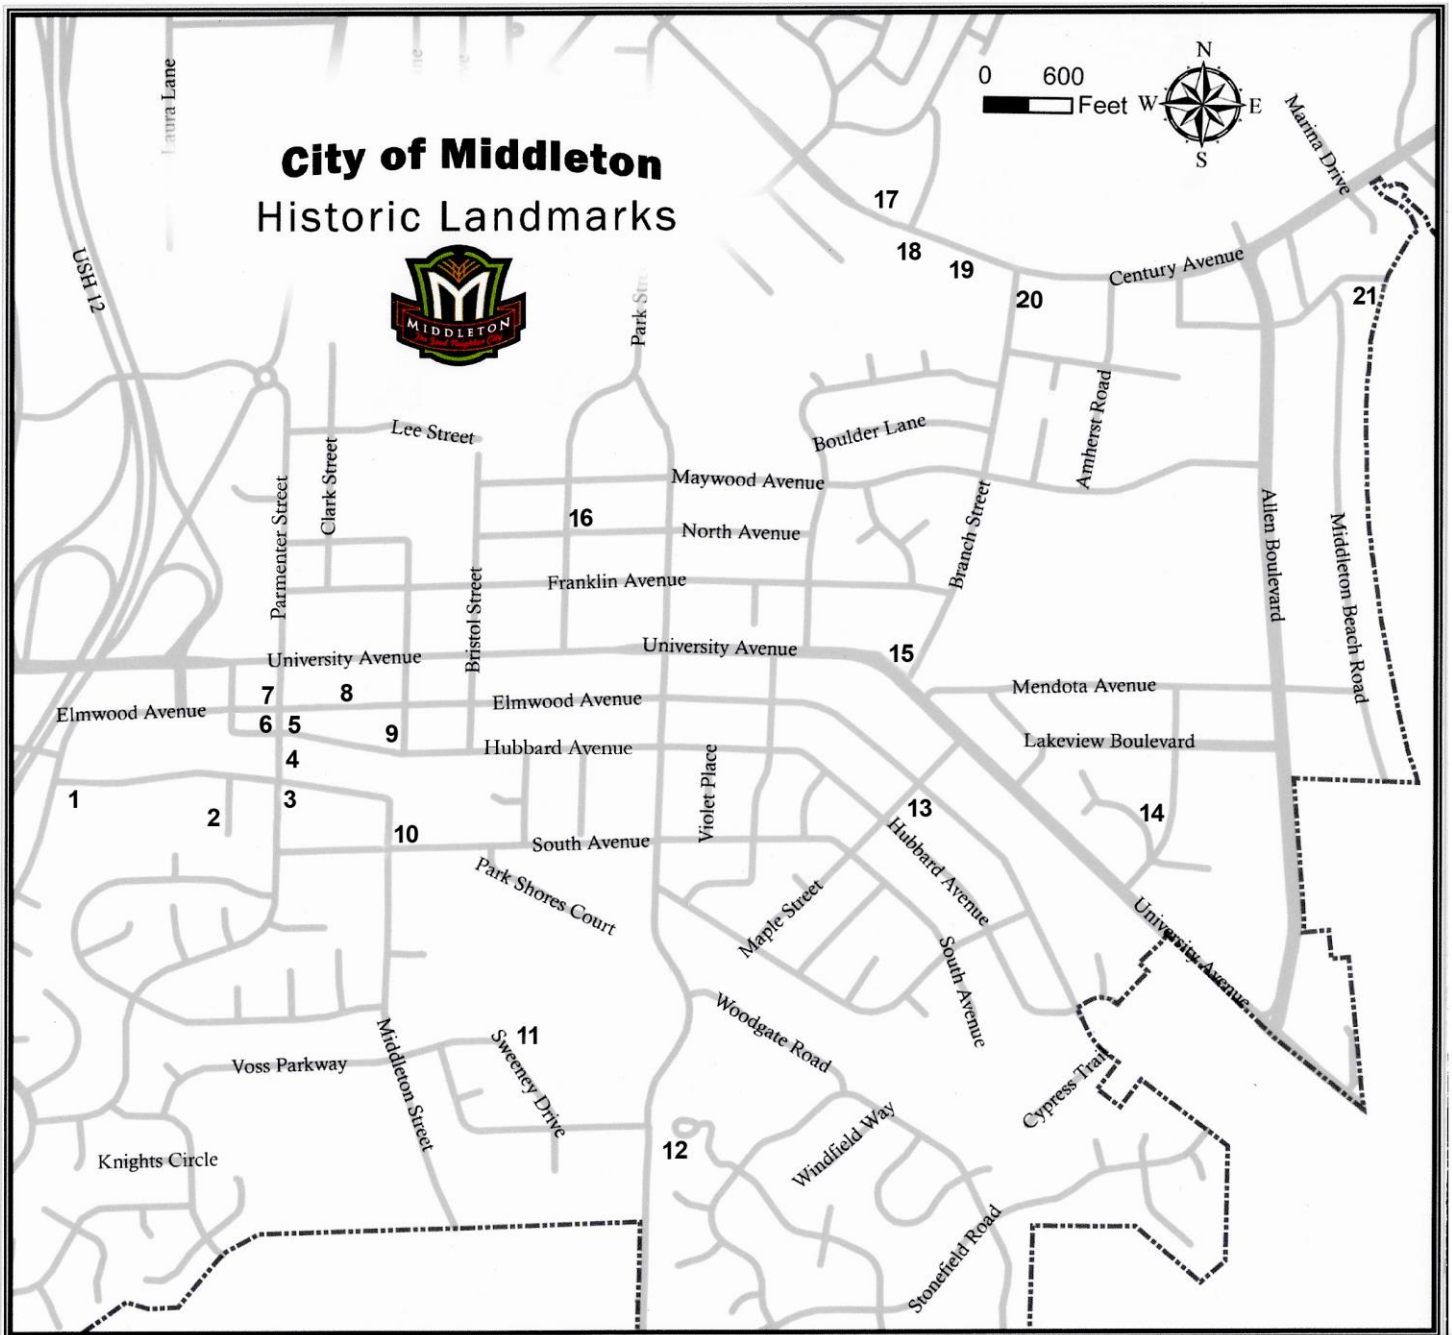 N
0 600
Feet
W E
S
Laura Lane
Marina Drive
City of Middleton
Historic Landmarks
MIDDLETON
The Good Neighbor City
USH 12
17
18
19
Century Avenue
20
21
Lee Street
Boulder Lane
Amherst Road
Clark Street
Parmenter Street
Maywood Avenue
16
North Avenue
Branch Street
Allen Boulevard
Middleton Beach Road
Franklin Avenue
Bristol Street
University Avenue
University Avenue
15
7
8
Elmwood Avenue
Elmwood Avenue
Mendota Avenue
6 5
9
Hubbard Avenue
Lakeview Boulevard
4
Violet Place
1
2
3
10
13
14
South Avenue
Hubbard Avenue
Park Shores Court
Maple Street
University Avenue
South Avenue
Woodgate Road
11
Sweeney Drive
Middleton Street
Voss Parkway
Cypress Trail
Windfield Way
12
Knights Circle
Stonefield Road